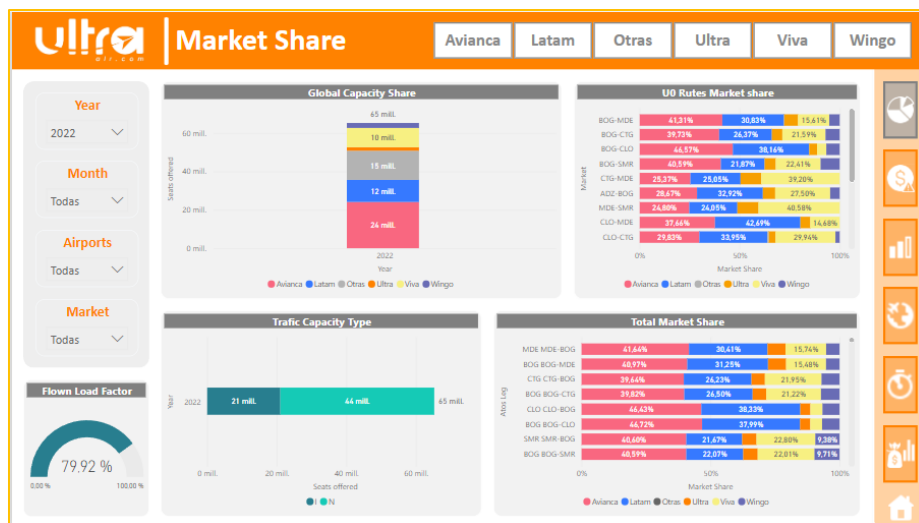 ultra
air.com
Market Share
Avianca
Latam
Otras
Ultra
Viva
Wingo
Year
2022
Month
Todas
Airports
Todas
Market
Todas
Flown Load Factor
79.92 %
0,00 %
100,00 %
Global Capacity Share
65 mill.
60 mill.
40 mill.
20 mill.
0 mill.
Seats offered
10 mill.
15 mill.
12 mill.
24 mill.
2022
Year
Avianca Latam Otras Ultra Viva Wingo
U0 Rutes Market share
Market
BOG-MDE 41,31% 30,83% 15,61%
BOG-CTG 39,73% 26,37% 21,59%
BOG-CLO 46,57% 38,16%
BOG-SMR 40,59% 21,87% 22,41%
CTG-MDE 25,37% 25,05% 39,20%
ADZ-BOG 28,67% 32,92% 27,50%
MDE-SMR 24,80% 24,05% 40,58%
CLO-MDE 37,66% 42,69% 14,68%
CLO-CTG 29,83% 33,95% 29,94%
0% 50% 100%
Market Share
Avianca Latam Otras Ultra Viva Wingo
Trafic Capacity Type
Year
2022
21 mill.
44 mill.
65 mill.
0 mill. 20 mill. 40 mill. 60 mill.
Seats offered
I N
Total Market Share
MDE MDE-BOG 41,64% 30,41% 15,74%
BOG BOG-MDE 40,97% 31,25% 15,48%
CTG CTG-BOG 39,64% 26,23% 21,95%
BOG BOG-CTG 39,82% 26,50% 21,22%
CLO CLO-BOG 46,43% 38,33%
BOG BOG-CLO 46,72% 37,99%
SMR SMR-BOG 40,60% 21,67% 22,80% 9,38%
BOG BOG-SMR 40,59% 22,07% 22,01% 9,71%
0% 50% 100%
Market Share
Avianca Latam Otras Ultra Viva Wingo